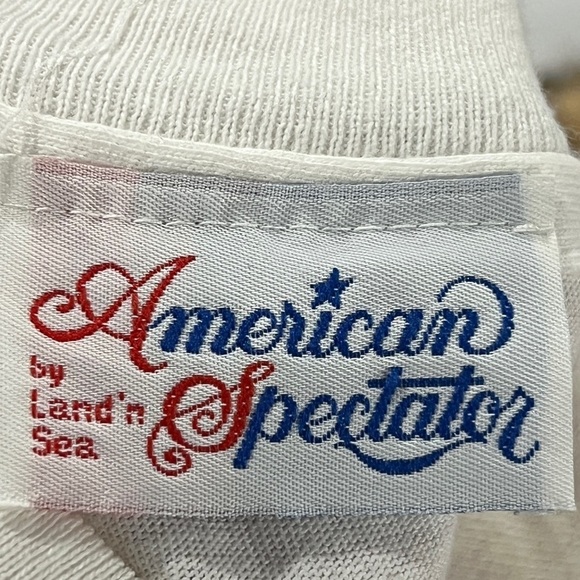 American
by
Land'n
Sea
Spectator